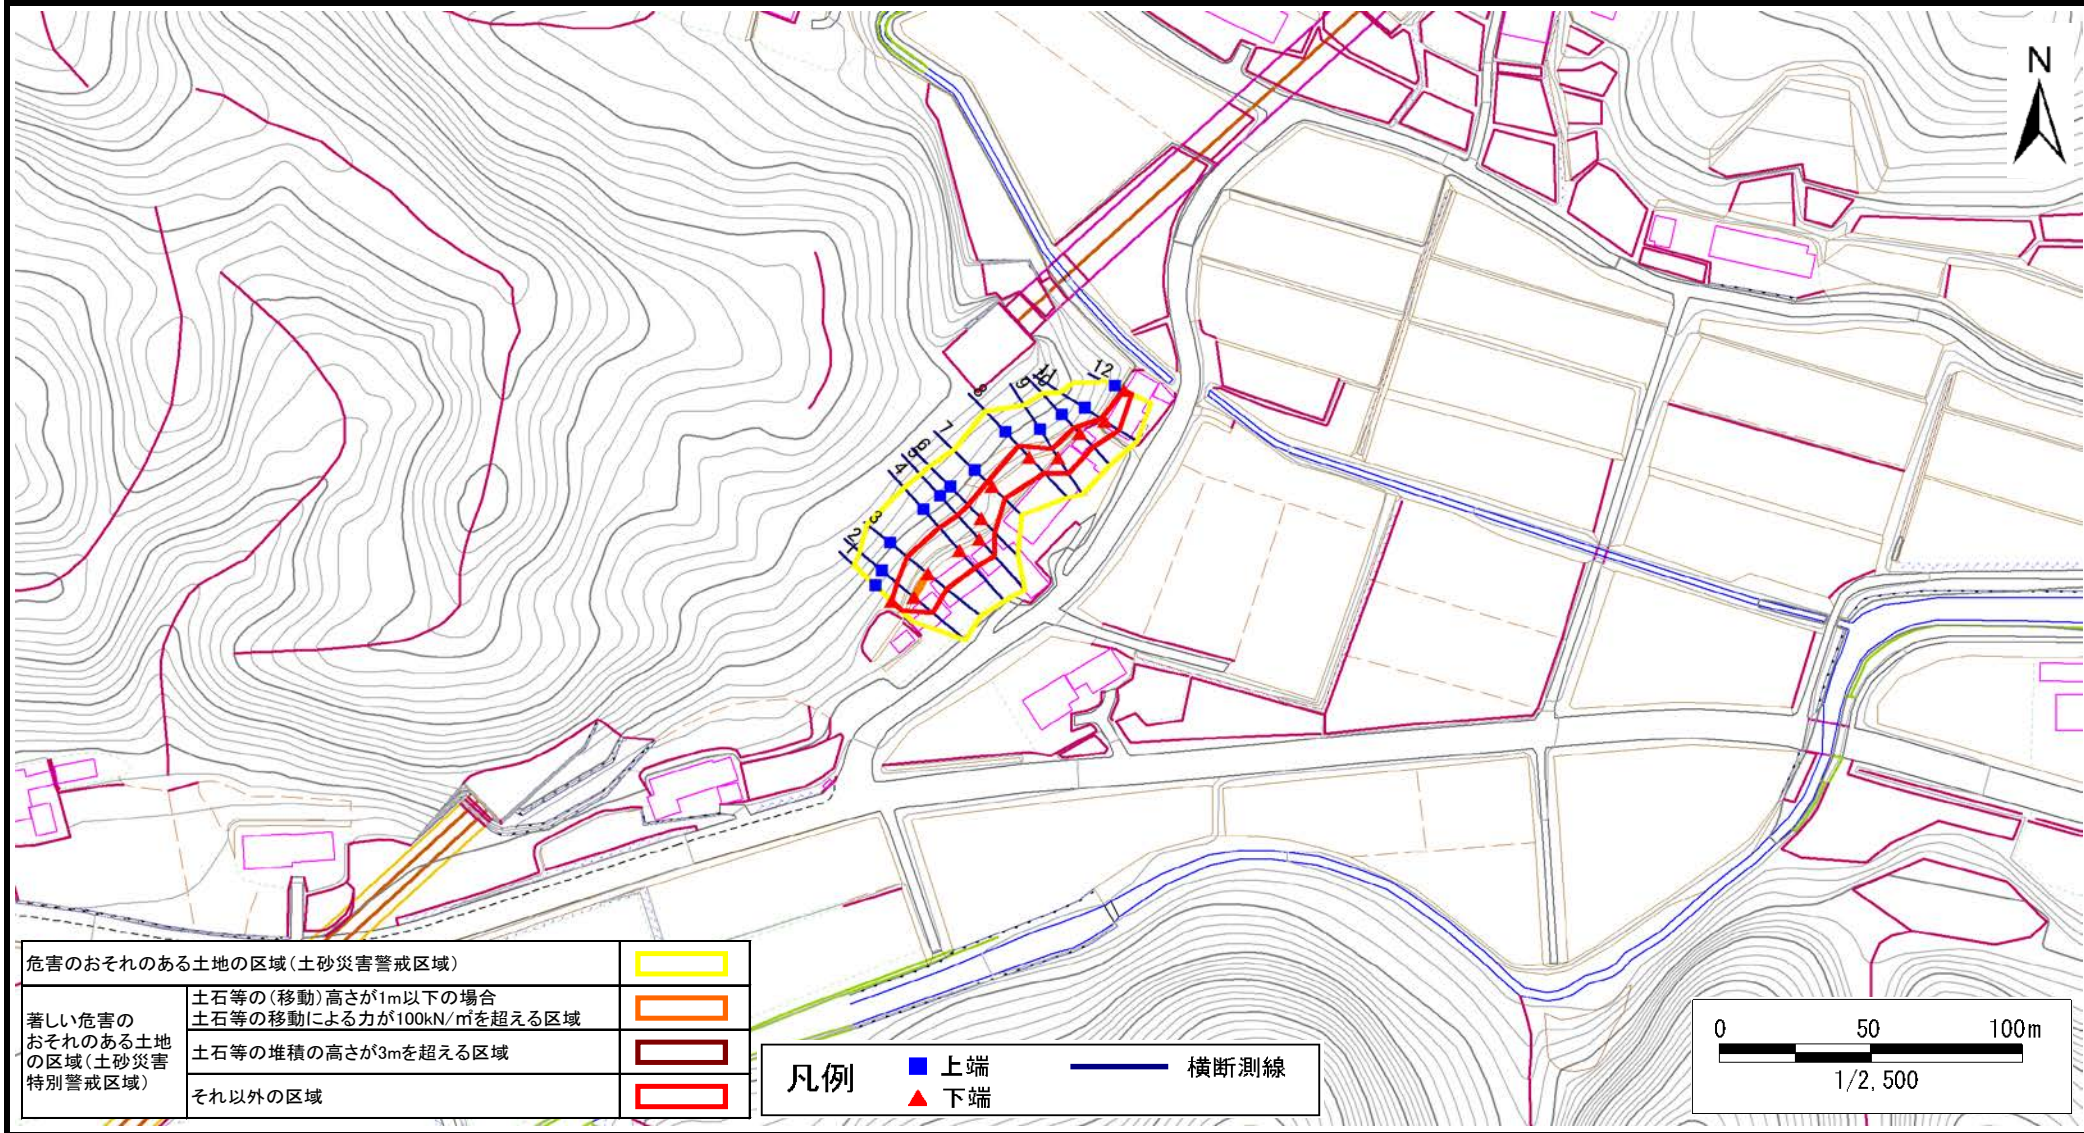 N
12
11
10
9
8
7
6
5
4
3
2
1
危害のおそれのある土地の区域(土砂災害警戒区域)
著しい危害の
おそれのある土地
の区域(土砂災害
特別警戒区域)
土石等の(移動)高さが1m以下の場合
土石等の移動による力が100kN/㎡を超える区域
土石等の堆積の高さが3mを超える区域
それ以外の区域
凡例
上端
下端
横断測線
0 50 100m
1/2,500